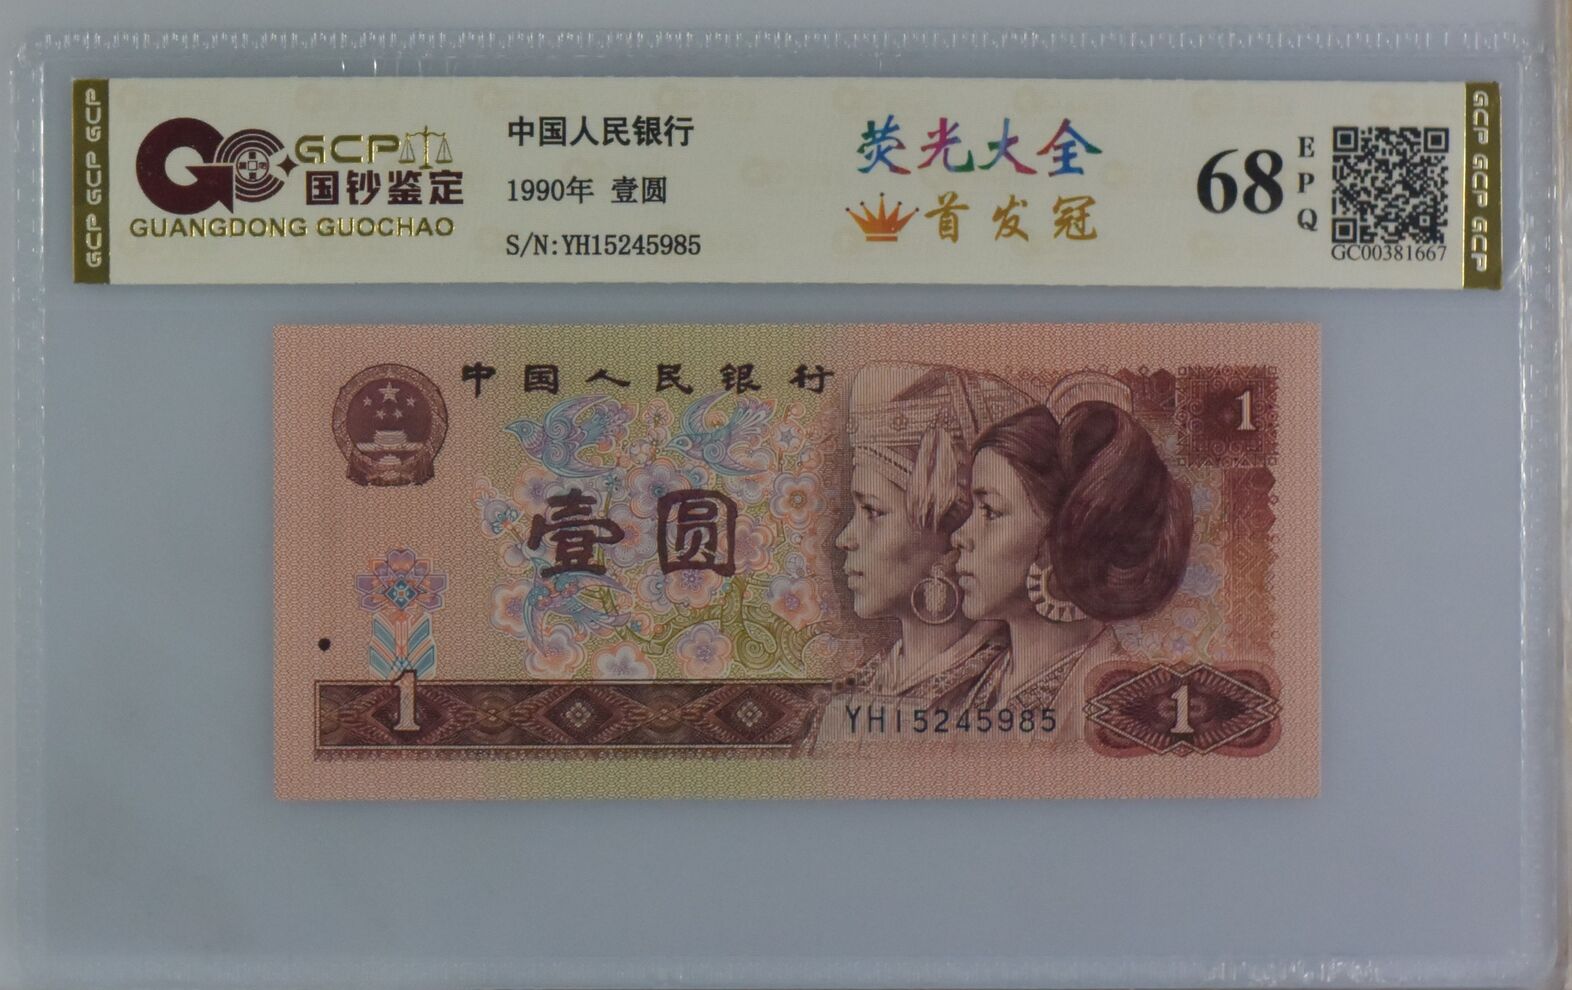 GCP GCP GCP
GCP
国钞鉴定
GUANGDONG GUOCHAO
中国人民银行
1990年 壹圆
S/N:YH15245985
荧光大全
首发冠
68
EPQ
GC00381667
GCP GCP GCP
中国人民银行
1
壹圆
1
YH15245985
1